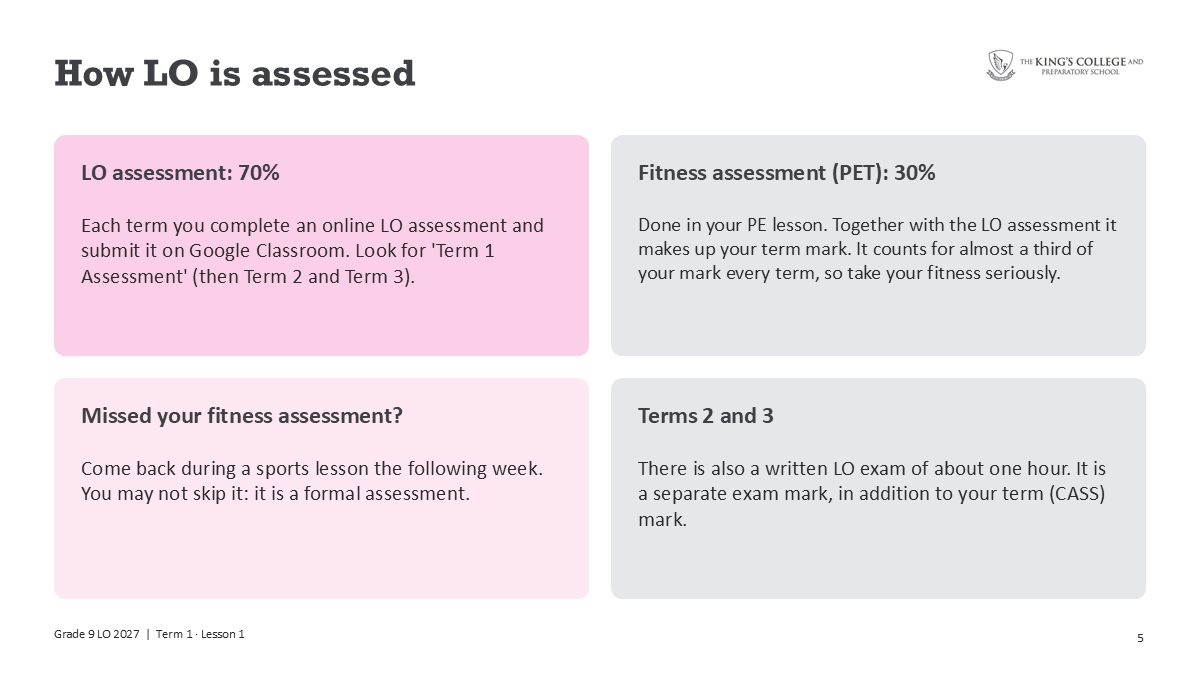 How LO is assessed
THE KING'S COLLEGE AND
PREPARATORY SCHOOL
LO assessment: 70%
Each term you complete an online LO assessment and
submit it on Google Classroom. Look for 'Term 1
Assessment' (then Term 2 and Term 3).
Fitness assessment (PET): 30%
Done in your PE lesson. Together with the LO assessment it
makes up your term mark. It counts for almost a third of
your mark every term, so take your fitness seriously.
Missed your fitness assessment?
Come back during a sports lesson the following week.
You may not skip it: it is a formal assessment.
Terms 2 and 3
There is also a written LO exam of about one hour. It is
a separate exam mark, in addition to your term (CASS)
mark.
Grade 9 LO 2027 | Term 1 · Lesson 1
5